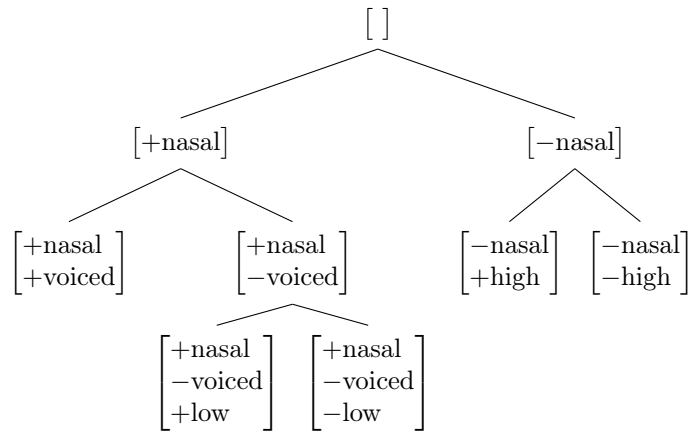 [ ]
[+nasal] [−nasal]
[+nasal [+nasal [−nasal [−nasal
+voiced] −voiced] +high] −high]
[+nasal [+nasal
−voiced −voiced
+low] −low]